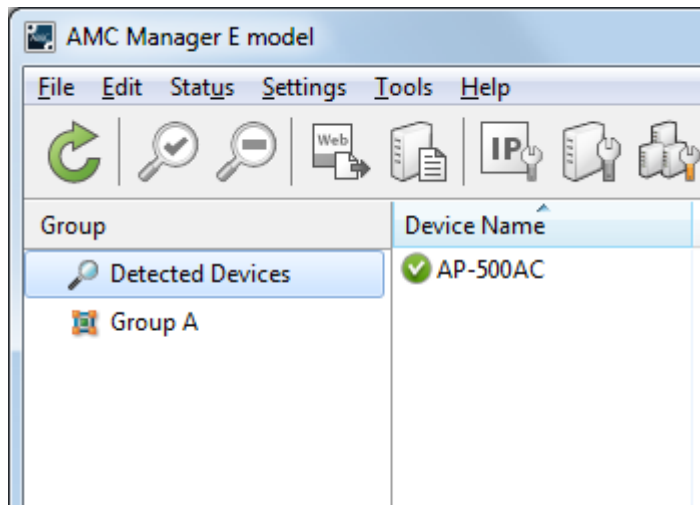 AMC Manager E model
File Edit Status Settings Tools Help
Web IP
Group Device Name
Detected Devices AP-500AC
Group A